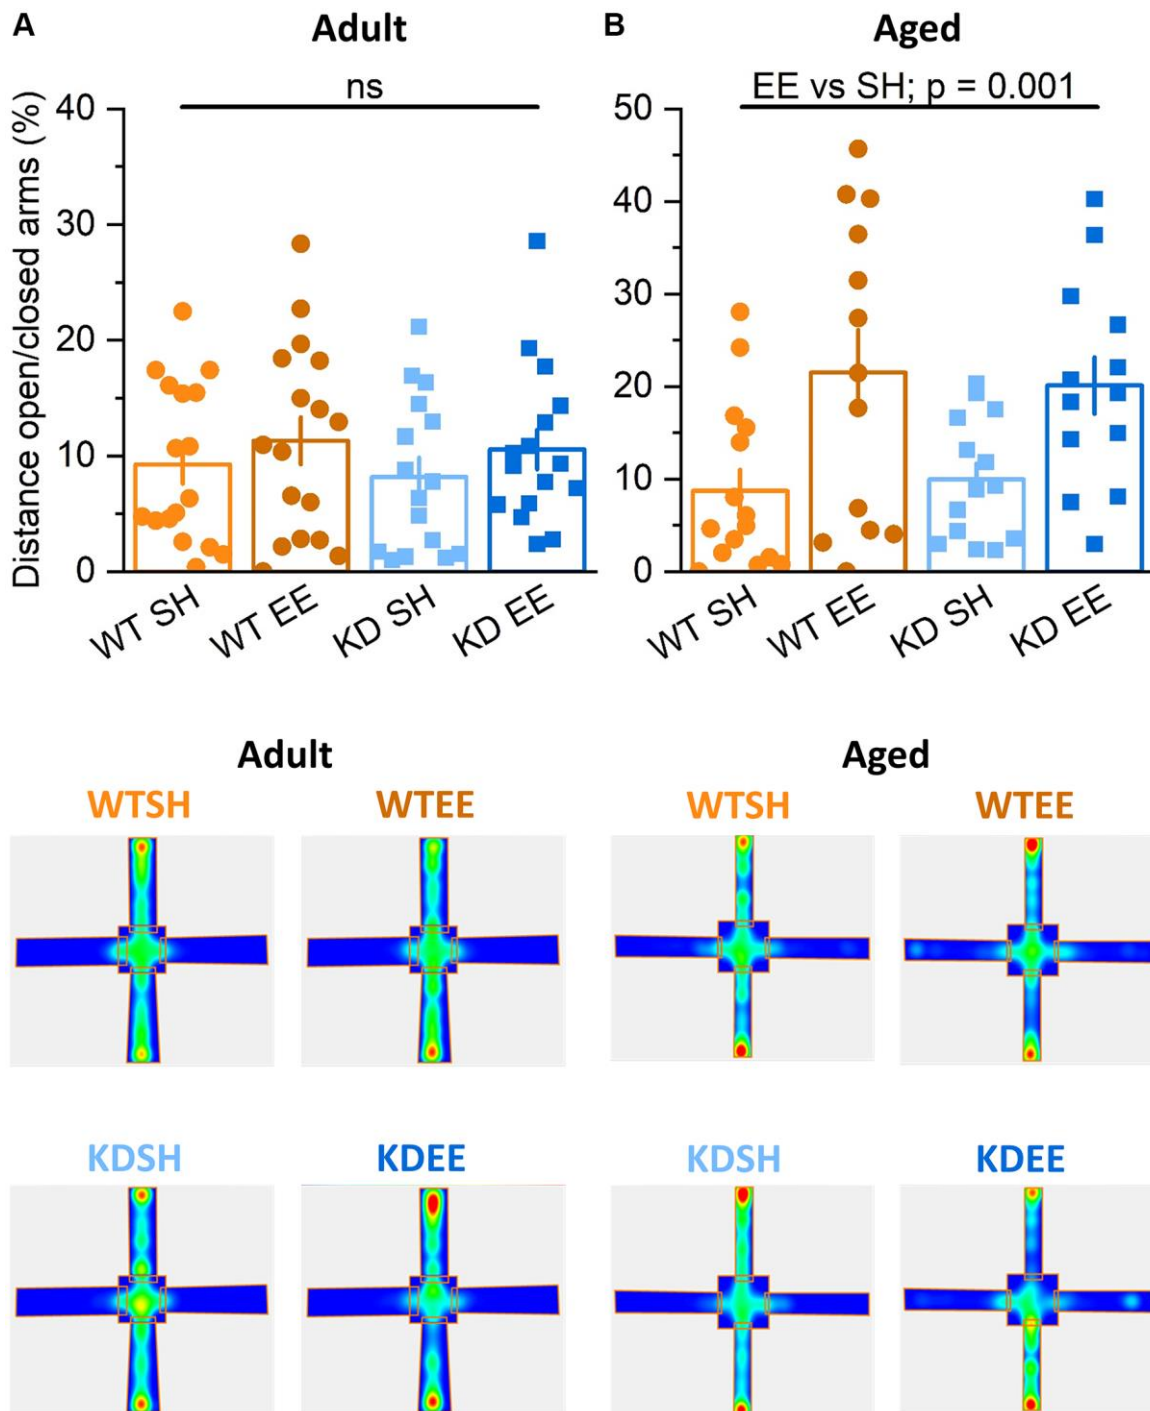 A Adult
ns
Distance open/closed arms (%)
40
30
20
10
0
WT SH WT EE KD SH KD EE
B Aged
EE vs SH; p = 0.001
50
40
30
20
10
0
WT SH WT EE KD SH KD EE
Adult
WTSH WTEE
KDSH KDEE
Aged
WTSH WTEE
KDSH KDEE